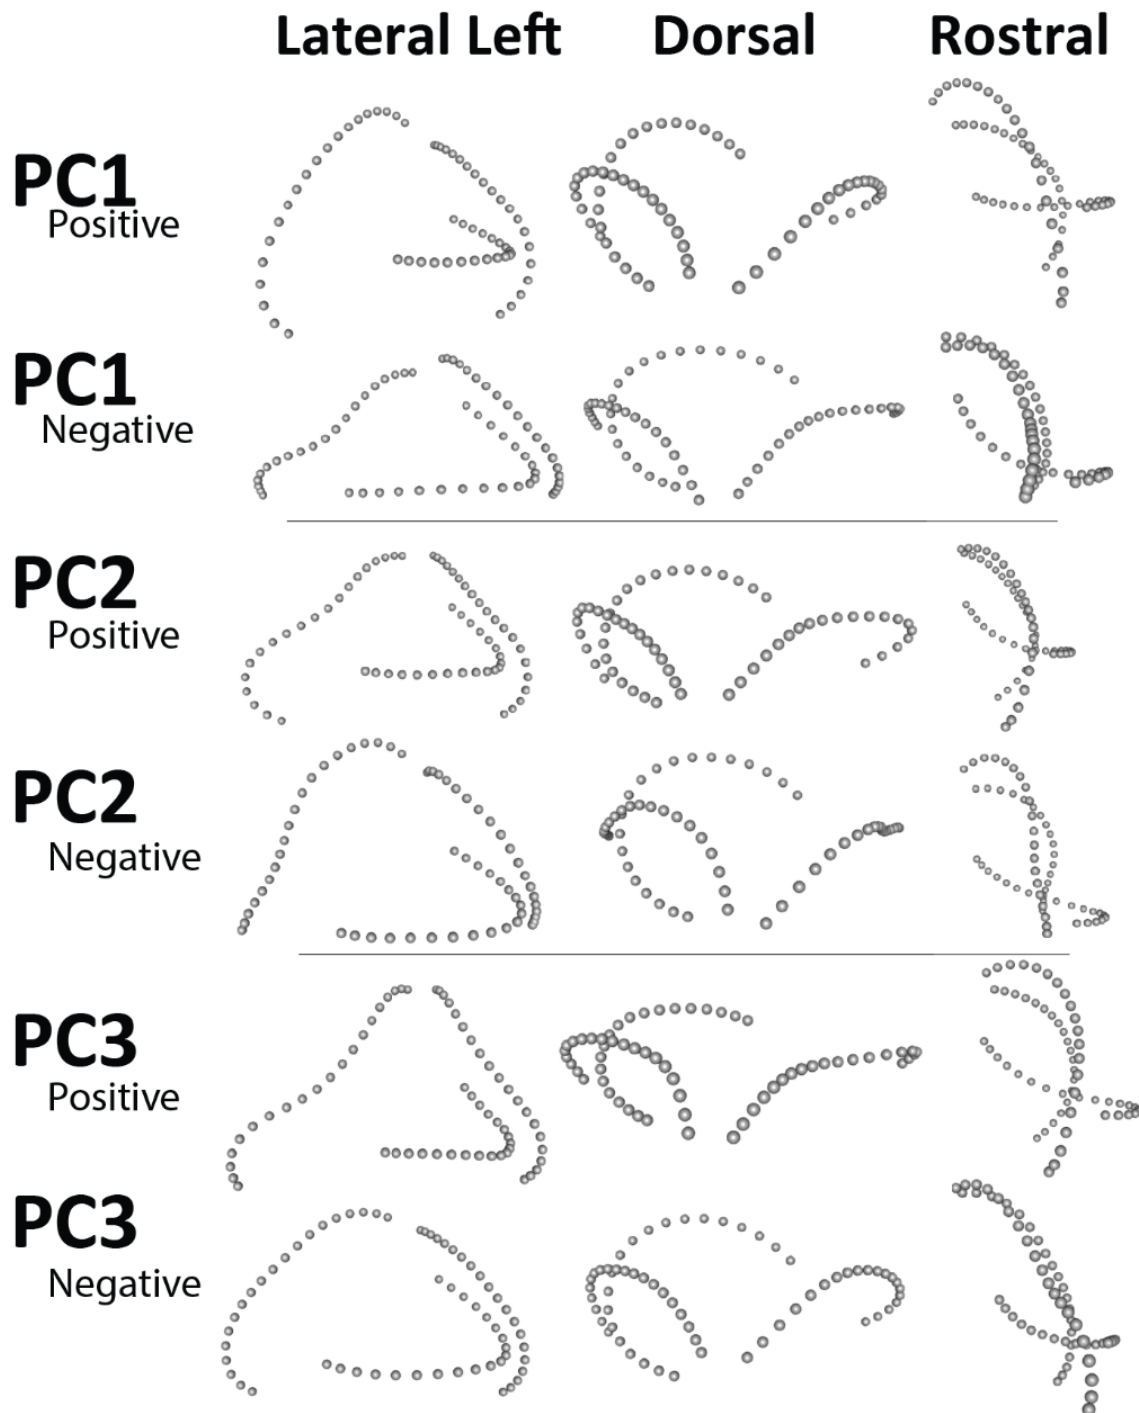 Lateral Left Dorsal Rostral
PC1
Positive
PC1
Negative
PC2
Positive
PC2
Negative
PC3
Positive
PC3
Negative